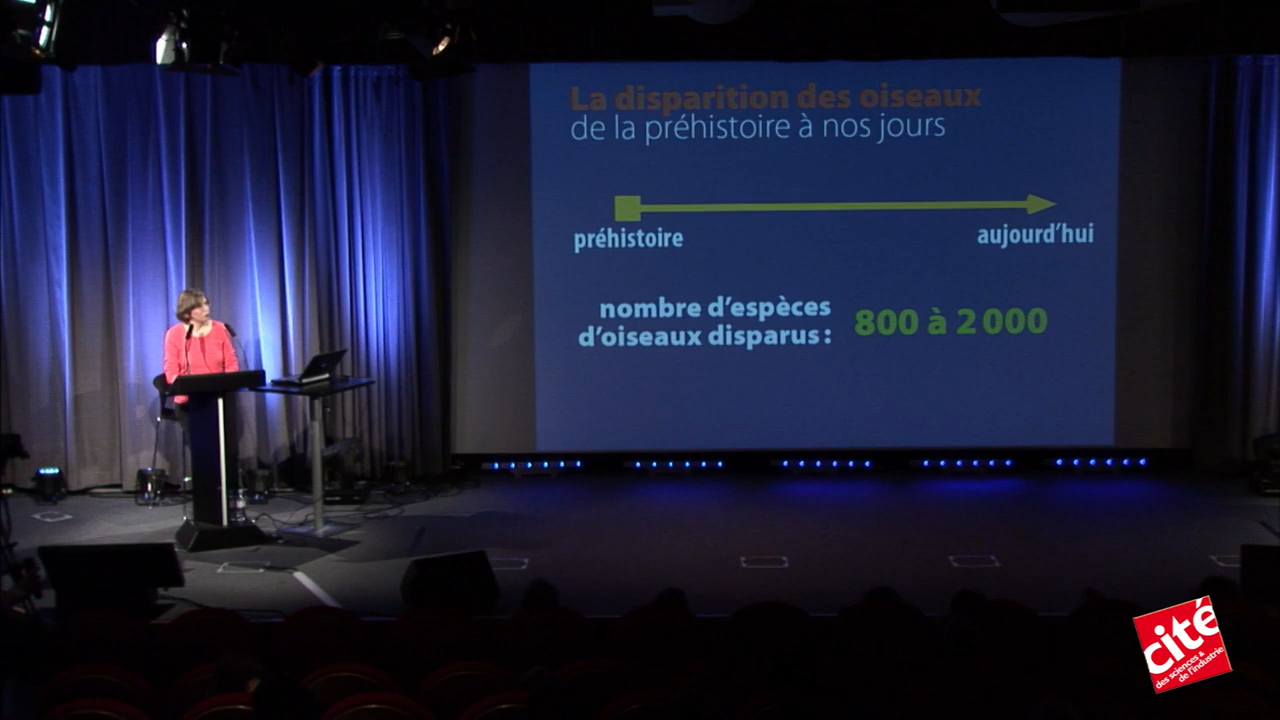 La disparition des oiseaux
de la préhistoire à nos jours
préhistoire
aujourd'hui
nombre d'espèces
d'oiseaux disparus :
800 à 2 000
cité
des sciences &
de l'industrie